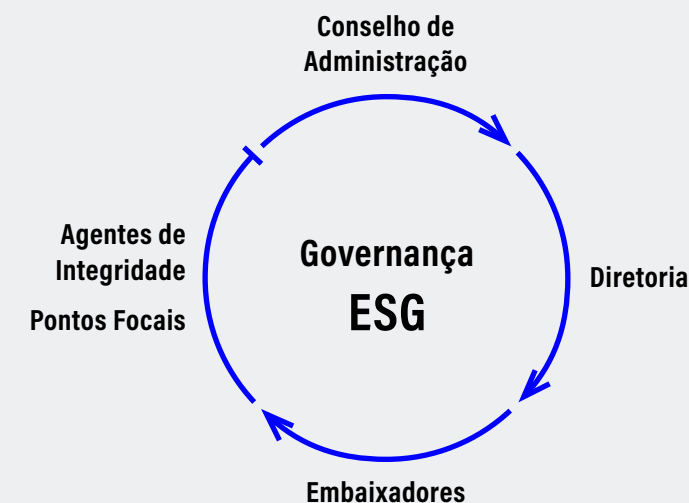 Conselho de
Administração
Agentes de
Integridade
Pontos Focais
Governança
ESG
Diretoria
Embaixadores